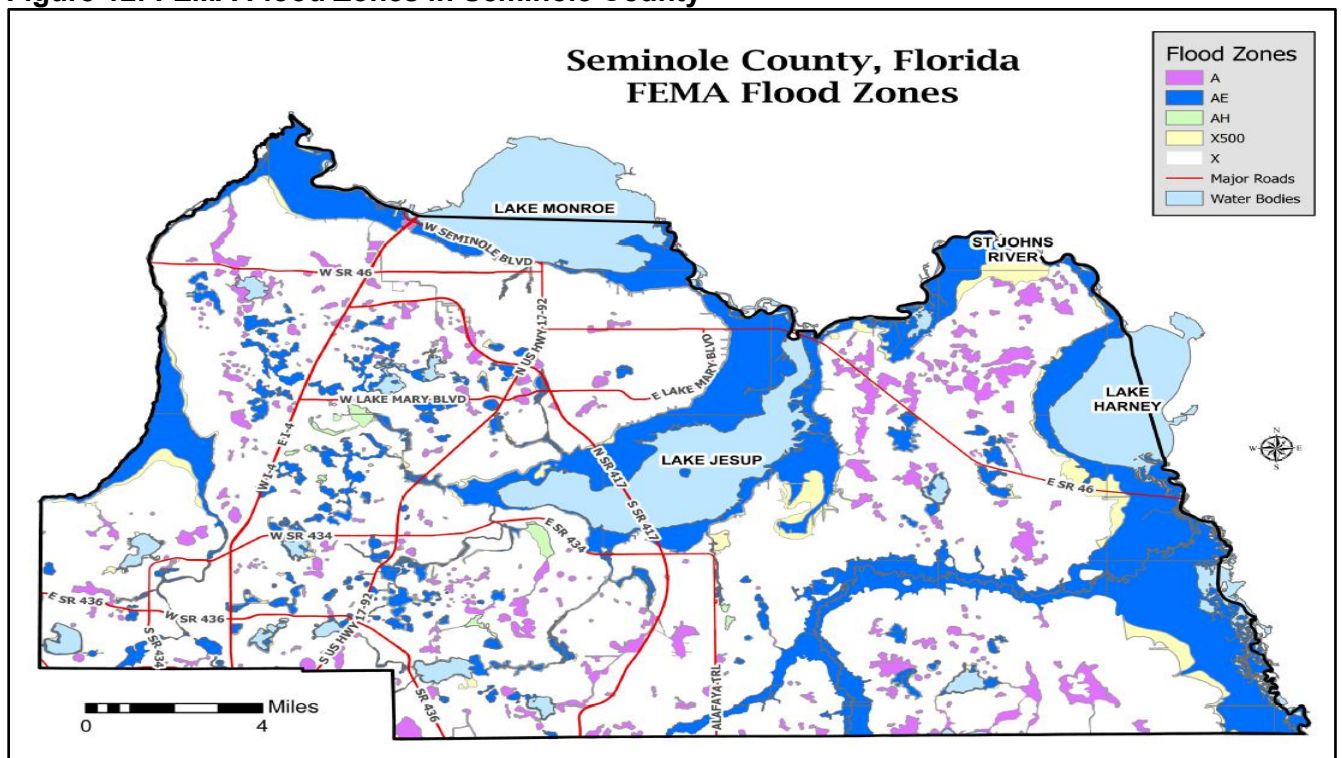 Seminole County, Florida
FEMA Flood Zones
Flood Zones
A
AE
AH
X500
X
Major Roads
Water Bodies
LAKE MONROE
ST JOHNS
RIVER
W SEMINOLE BLVD
W SR 46
N US HWY 17-92
E LAKE MARY BLVD
LAKE
HARNEY
W LAKE MARY BLVD
E I-4
W I-4
LAKE JESUP
N SR 417
S SR 417
E SR 46
N
W E
S
W SR 434
E SR 434
E SR 436
W SR 436
S SR 434
S US HWY 17-92
SR 436
ALAFAYA TRL
Miles
0 4